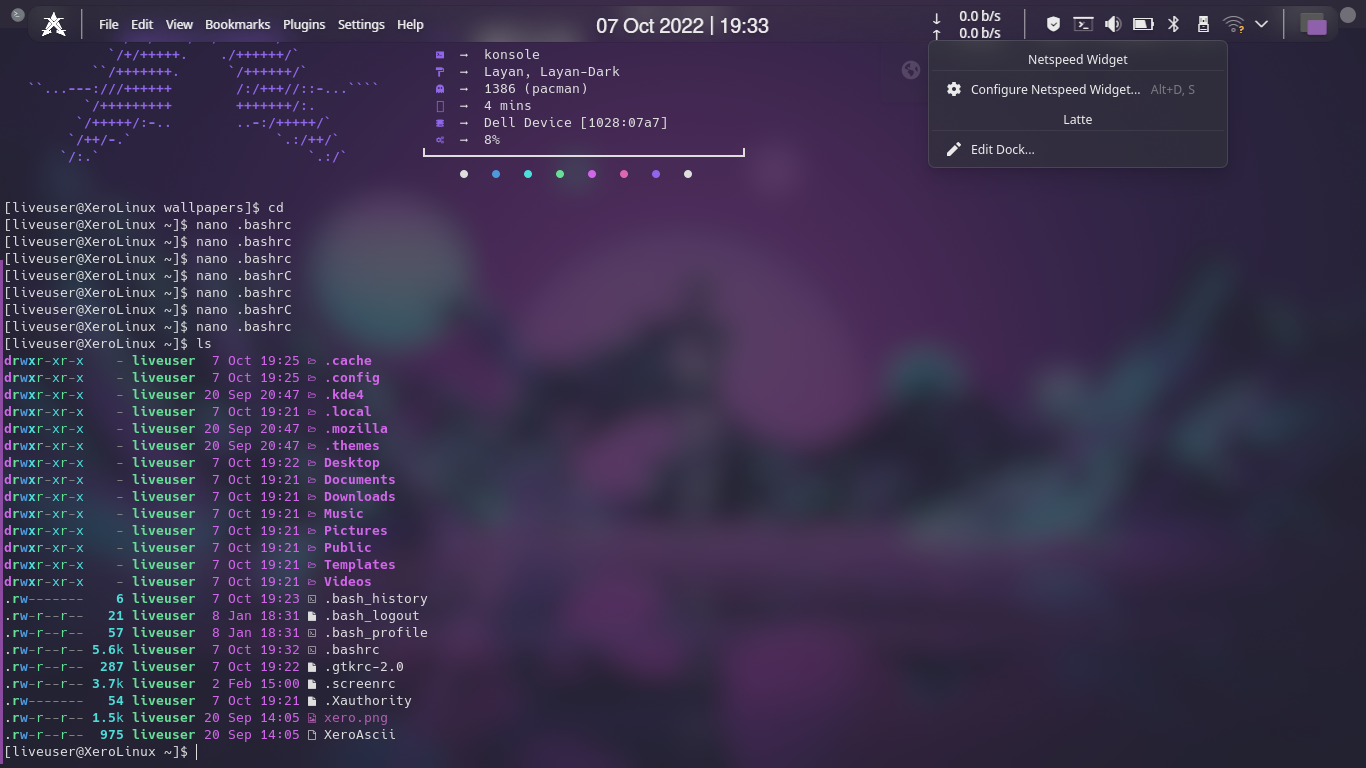 File Edit View Bookmarks Plugins Settings Help
07 Oct 2022 | 19:33
↓ 0.0 b/s
↑ 0.0 b/s
Netspeed Widget
Configure Netspeed Widget... Alt+D, S
Latte
Edit Dock...
`/+/+++++.    ./++++++/`
``/+++++++.      `/++++++/`
``...---:///++++++        /:/+++//::-...````
`/+++++++++        +++++++/:.
`/+++++/:-..        ..-:/+++++/`
`/++/-.`                  `.:/++/`
`/:.`                          `.:/`
→ konsole
→ Layan, Layan-Dark
→ 1386 (pacman)
→ 4 mins
→ Dell Device [1028:07a7]
→ 8%
[liveuser@XeroLinux wallpapers]$ cd
[liveuser@XeroLinux ~]$ nano .bashrc
[liveuser@XeroLinux ~]$ nano .bashrc
[liveuser@XeroLinux ~]$ nano .bashrc
[liveuser@XeroLinux ~]$ nano .bashrC
[liveuser@XeroLinux ~]$ nano .bashrc
[liveuser@XeroLinux ~]$ nano .bashrC
[liveuser@XeroLinux ~]$ nano .bashrc
[liveuser@XeroLinux ~]$ ls
drwxr-xr-x    - liveuser  7 Oct 19:25 .cache
drwxr-xr-x    - liveuser  7 Oct 19:25 .config
drwxr-xr-x    - liveuser 20 Sep 20:47 .kde4
drwxr-xr-x    - liveuser  7 Oct 19:21 .local
drwxr-xr-x    - liveuser 20 Sep 20:47 .mozilla
drwxr-xr-x    - liveuser 20 Sep 20:47 .themes
drwxr-xr-x    - liveuser  7 Oct 19:22 Desktop
drwxr-xr-x    - liveuser  7 Oct 19:21 Documents
drwxr-xr-x    - liveuser  7 Oct 19:21 Downloads
drwxr-xr-x    - liveuser  7 Oct 19:21 Music
drwxr-xr-x    - liveuser  7 Oct 19:21 Pictures
drwxr-xr-x    - liveuser  7 Oct 19:21 Public
drwxr-xr-x    - liveuser  7 Oct 19:21 Templates
drwxr-xr-x    - liveuser  7 Oct 19:21 Videos
.rw-------    6 liveuser  7 Oct 19:23 .bash_history
.rw-r--r--   21 liveuser  8 Jan 18:31 .bash_logout
.rw-r--r--   57 liveuser  8 Jan 18:31 .bash_profile
.rw-r--r-- 5.6k liveuser  7 Oct 19:32 .bashrc
.rw-r--r--  287 liveuser  7 Oct 19:22 .gtkrc-2.0
.rw-r--r-- 3.7k liveuser  2 Feb 15:00 .screenrc
.rw-------   54 liveuser  7 Oct 19:21 .Xauthority
.rw-r--r-- 1.5k liveuser 20 Sep 14:05 xero.png
.rw-r--r--  975 liveuser 20 Sep 14:05 XeroAscii
[liveuser@XeroLinux ~]$